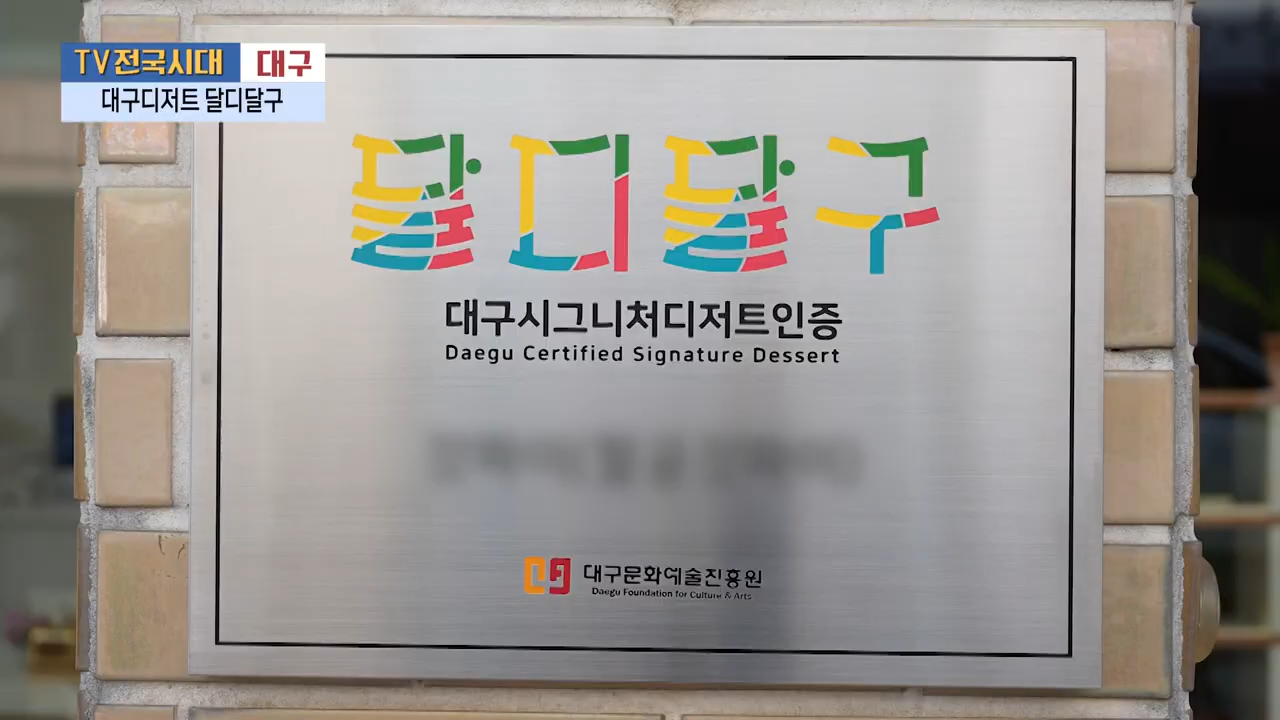 TV전국시대 대구
대구디저트 달디달구
달디달구
대구시그니처디저트인증
Daegu Certified Signature Dessert
대구문화예술진흥원
Daegu Foundation for Culture & Arts